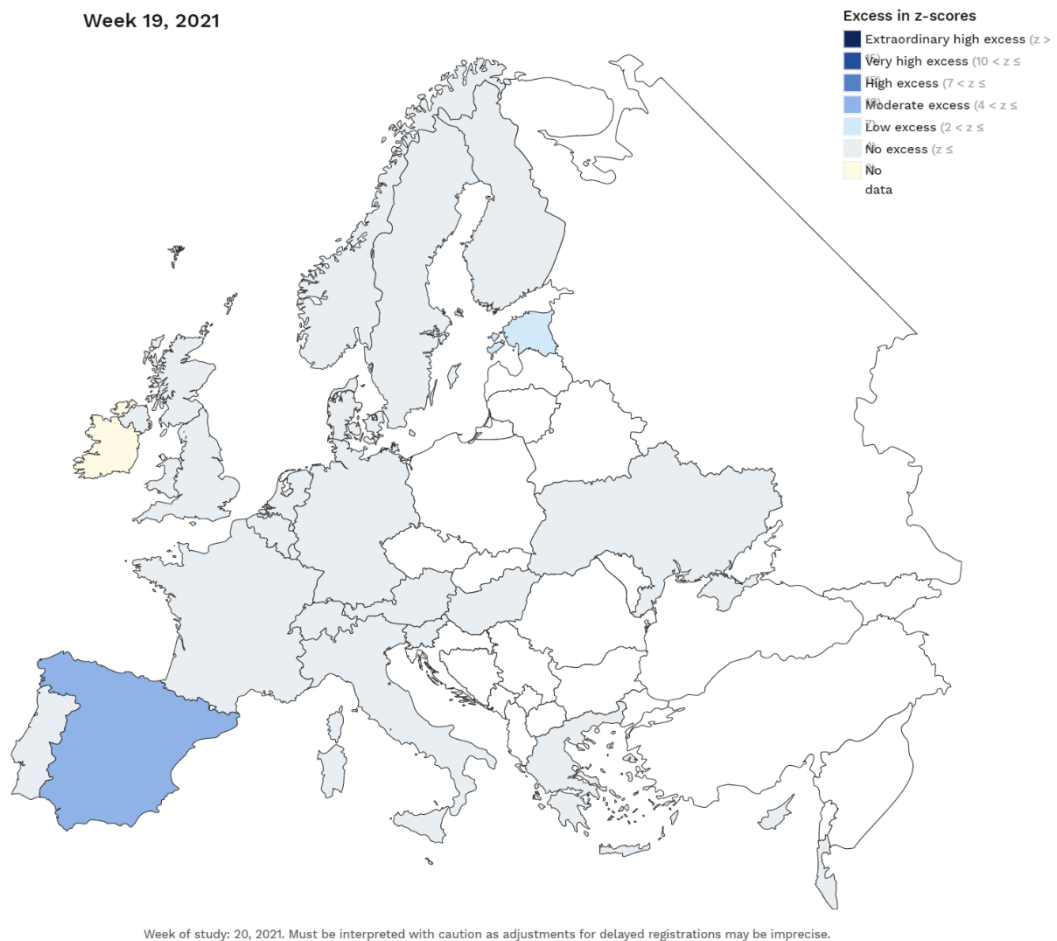 Week 19, 2021
Excess in z-scores
Extraordinary high excess (z >
Very high excess (10 < z ≤
High excess (7 < z ≤
Moderate excess (4 < z ≤
Low excess (2 < z ≤
No excess (z ≤
No
data
Week of study: 20, 2021. Must be interpreted with caution as adjustments for delayed registrations may be imprecise.